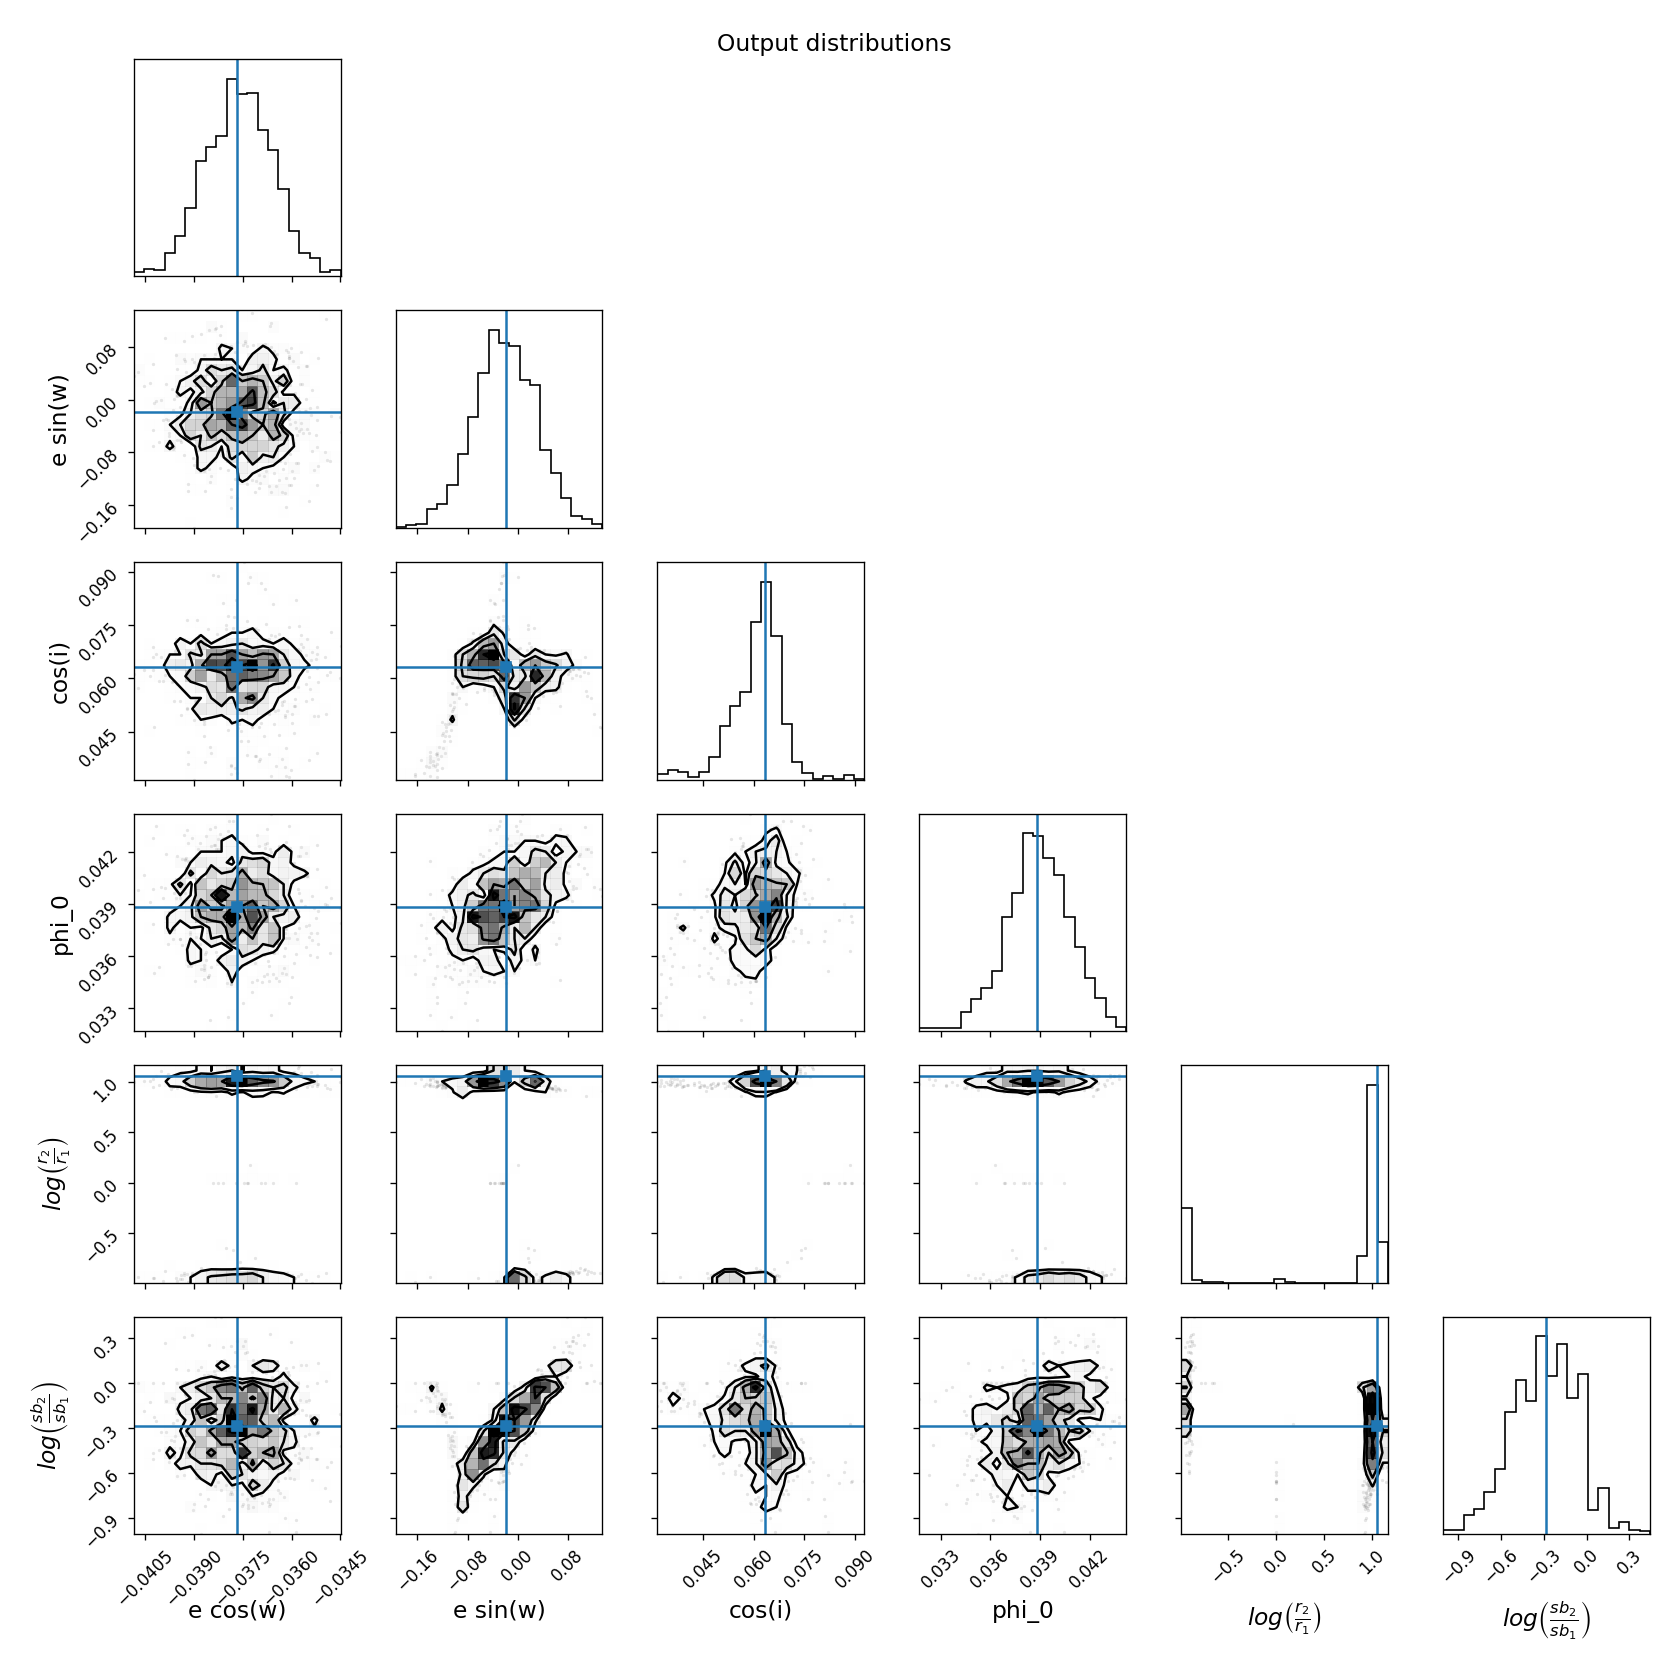 Output distributions
e sin(w)
0.08
0.00
−0.08
−0.16
cos(i)
0.090
0.075
0.060
0.045
phi_0
0.042
0.039
0.036
0.033
log(r₂/r₁)
1.0
0.5
0.0
−0.5
log(sb₂/sb₁)
0.3
0.0
−0.3
−0.6
−0.9
−0.0405 −0.0390 −0.0375 −0.0360 −0.0345
−0.16 −0.08 0.00 0.08
0.045 0.060 0.075 0.090
0.033 0.036 0.039 0.042
−0.5 0.0 0.5 1.0
−0.9 −0.6 −0.3 0.0 0.3
e cos(w)
e sin(w)
cos(i)
phi_0
log(r₂/r₁)
log(sb₂/sb₁)